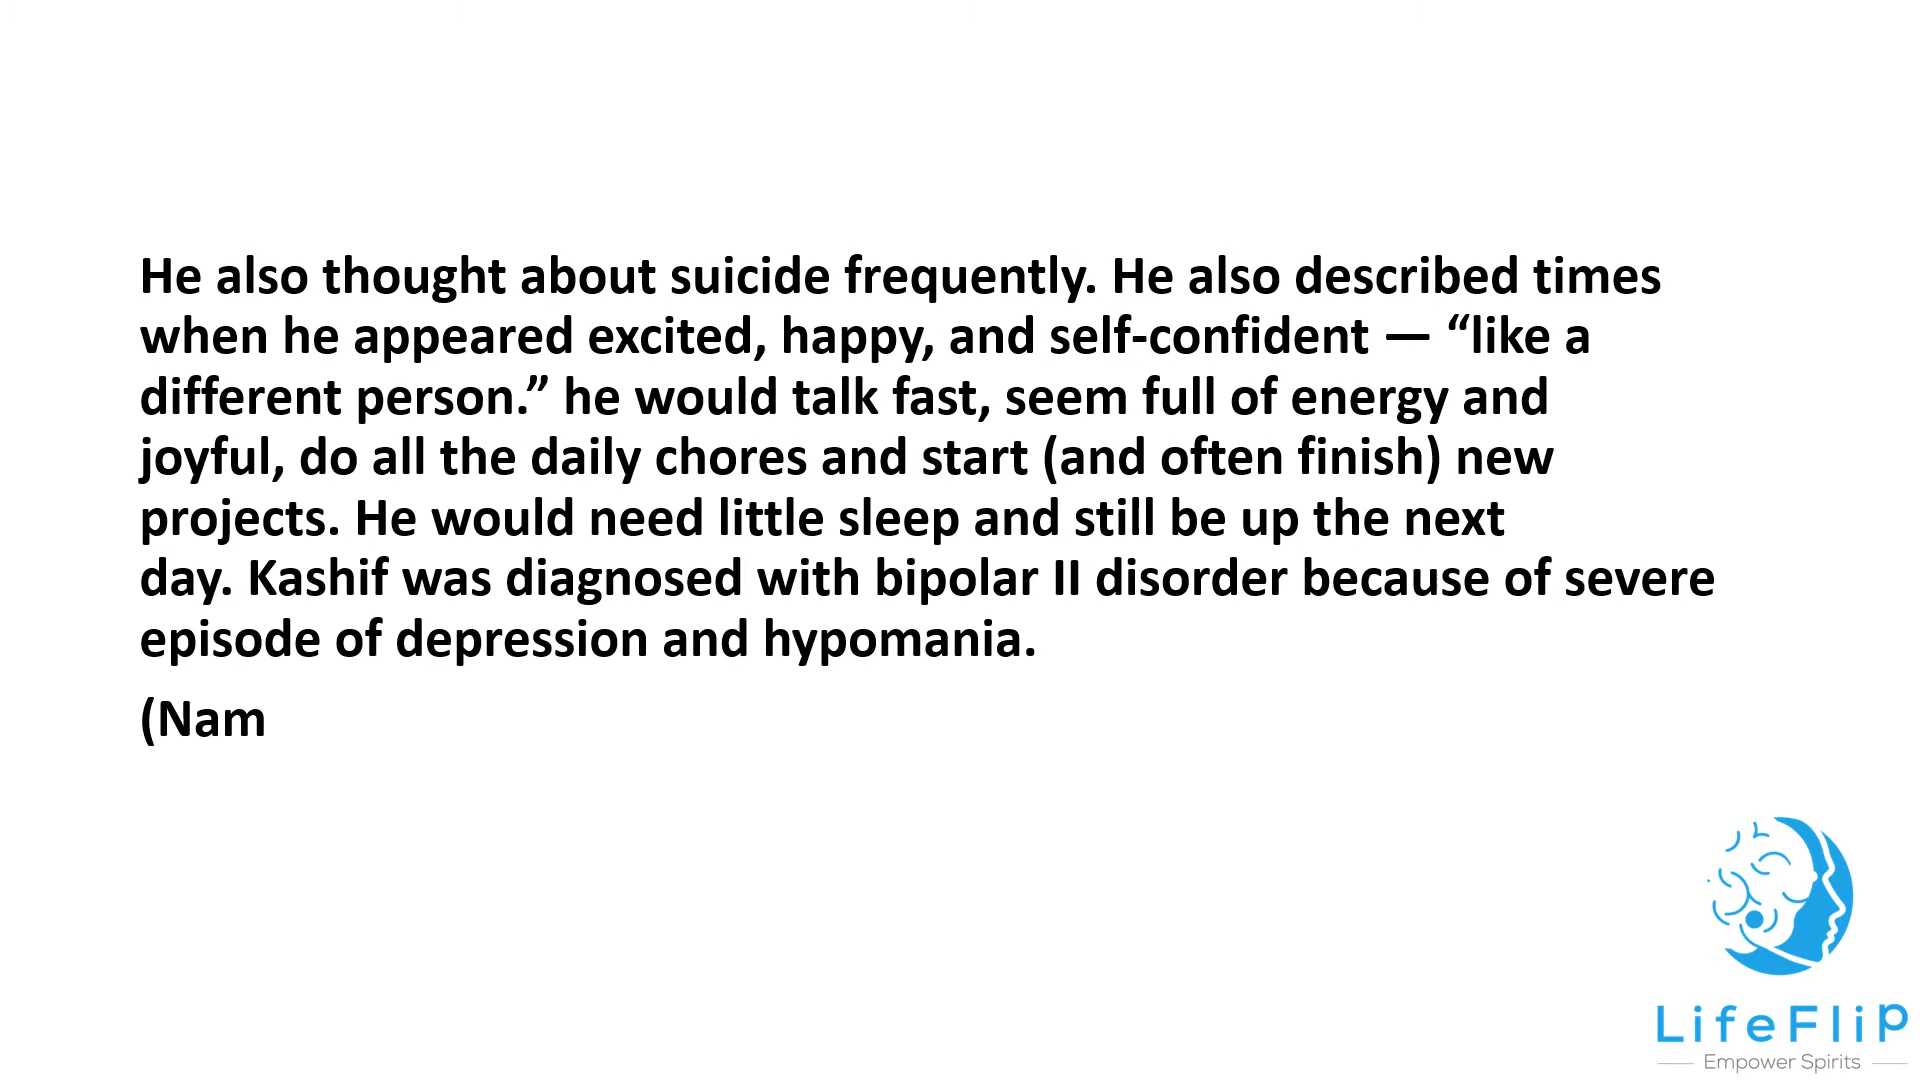 He also thought about suicide frequently. He also described times
when he appeared excited, happy, and self-confident — “like a
different person.” he would talk fast, seem full of energy and
joyful, do all the daily chores and start (and often finish) new
projects. He would need little sleep and still be up the next
day. Kashif was diagnosed with bipolar II disorder because of severe
episode of depression and hypomania.
(Nam
LifeFlip
Empower Spirits